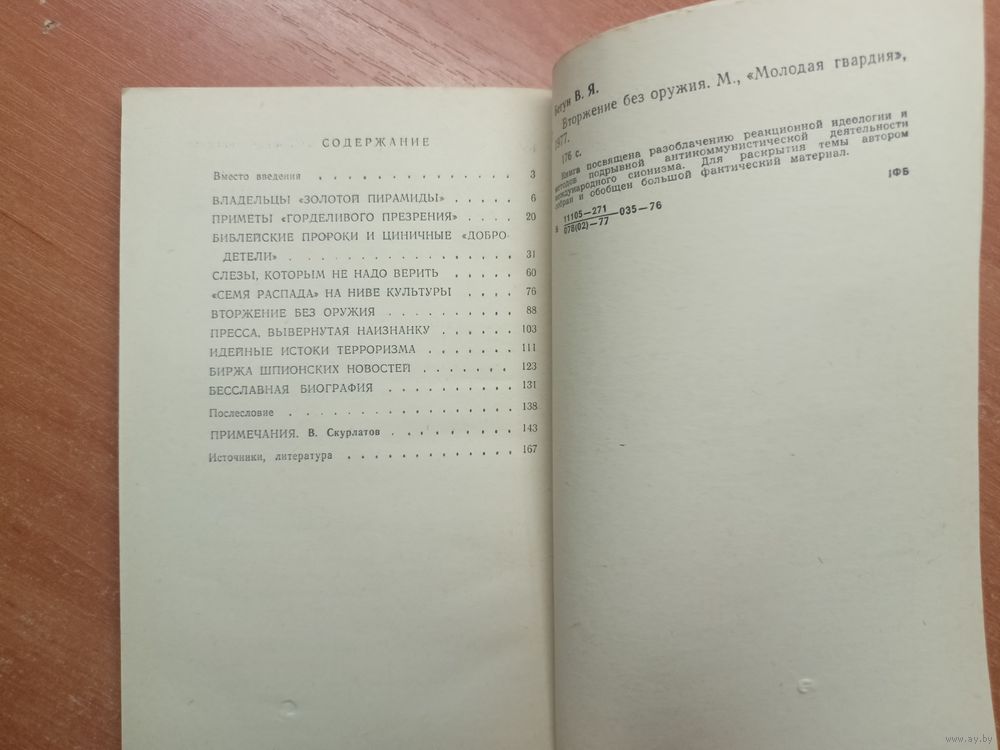 СОДЕРЖАНИЕ
Вместо введения . . . . . . . . . . . . . 3
ВЛАДЕЛЬЦЫ «ЗОЛОТОЙ ПИРАМИДЫ» . . . . . 6
ПРИМЕТЫ «ГОРДЕЛИВОГО ПРЕЗРЕНИЯ» . . . . 20
БИБЛЕЙСКИЕ ПРОРОКИ И ЦИНИЧНЫЕ «ДОБРО-
ДЕТЕЛИ» . . . . . . . . . . . . . . . 31
СЛЕЗЫ, КОТОРЫМ НЕ НАДО ВЕРИТЬ . . . . . 60
«СЕМЯ РАСПАДА» НА НИВЕ КУЛЬТУРЫ . . . . 76
ВТОРЖЕНИЕ БЕЗ ОРУЖИЯ . . . . . . . . . 88
ПРЕССА, ВЫВЕРНУТАЯ НАИЗНАНКУ . . . . . . 103
ИДЕЙНЫЕ ИСТОКИ ТЕРРОРИЗМА . . . . . . . 111
БИРЖА ШПИОНСКИХ НОВОСТЕЙ . . . . . . . 123
БЕССЛАВНАЯ БИОГРАФИЯ . . . . . . . . . 131
Послесловие . . . . . . . . . . . . . . . 138
ПРИМЕЧАНИЯ. В. Скурлатов . . . . . . . . . 143
Источники, литература . . . . . . . . . . . . 167
Бегун В. Я.
Вторжение без оружия. М., «Молодая гвардия»,
1977.
176 с.
Книга посвящена разоблачению реакционной идеологии и
методов подрывной антикоммунистической деятельности
международного сионизма. Для раскрытия темы автором
собран и обобщен большой фактический материал.
Б 11105—271
078(02)—77 035—76 1ФБ
www.ay.by